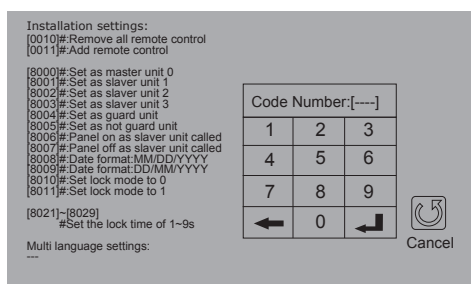 Installation settings:
[0010]#:Remove all remote control
[0011]#:Add remote control
[8000]#:Set as master unit 0
[8001]#:Set as slaver unit 1
[8002]#:Set as slaver unit 2
[8003]#:Set as slaver unit 3
[8004]#:Set as guard unit
[8005]#:Set as not guard unit
[8006]#:Panel on as slaver unit called
[8007]#:Panel off as slaver unit called
[8008]#:Date format:MM/DD/YYYY
[8009]#:Date format:DD/MM/YYYY
[8010]#:Set lock mode to 0
[8011]#:Set lock mode to 1
[8021]~[8029]
#Set the lock time of 1~9s
Multi language settings:
---
Code Number:[----]
1 2 3
4 5 6
7 8 9
0
Cancel